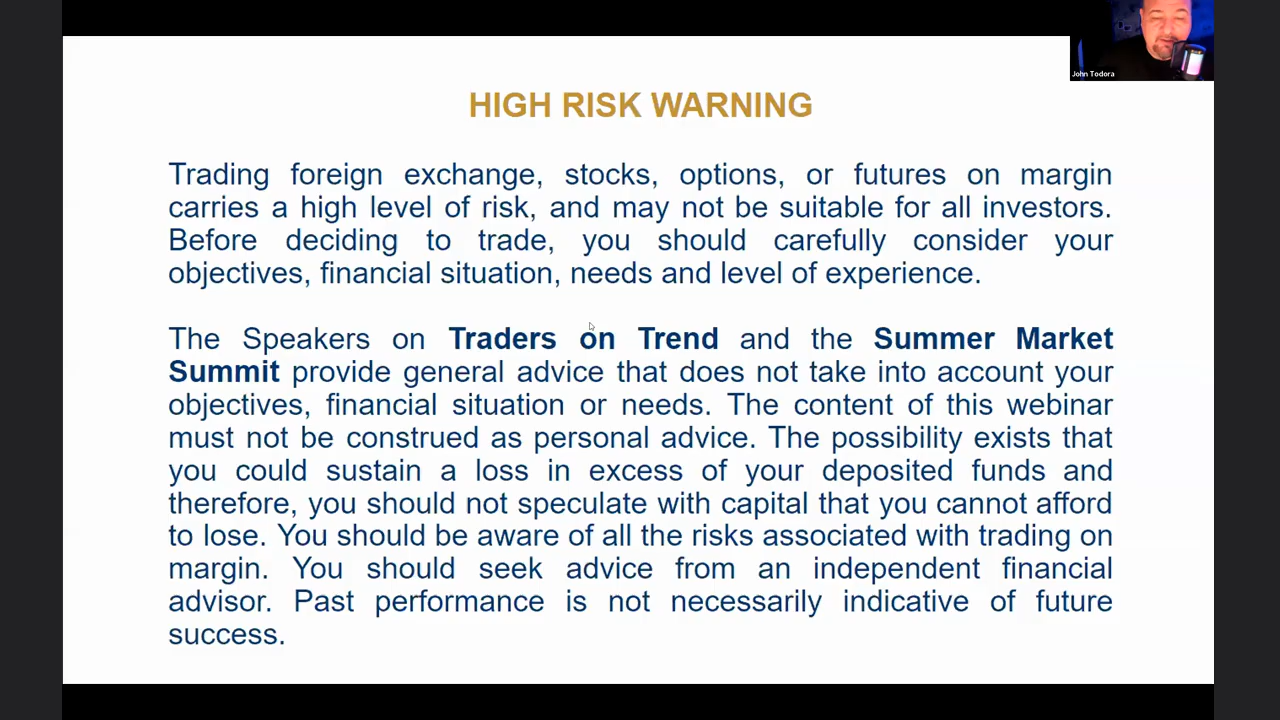 John Todora
HIGH RISK WARNING
Trading foreign exchange, stocks, options, or futures on margin
carries a high level of risk, and may not be suitable for all investors.
Before deciding to trade, you should carefully consider your
objectives, financial situation, needs and level of experience.
The Speakers on Traders on Trend and the Summer Market
Summit provide general advice that does not take into account your
objectives, financial situation or needs. The content of this webinar
must not be construed as personal advice. The possibility exists that
you could sustain a loss in excess of your deposited funds and
therefore, you should not speculate with capital that you cannot afford
to lose. You should be aware of all the risks associated with trading on
margin. You should seek advice from an independent financial
advisor. Past performance is not necessarily indicative of future
success.